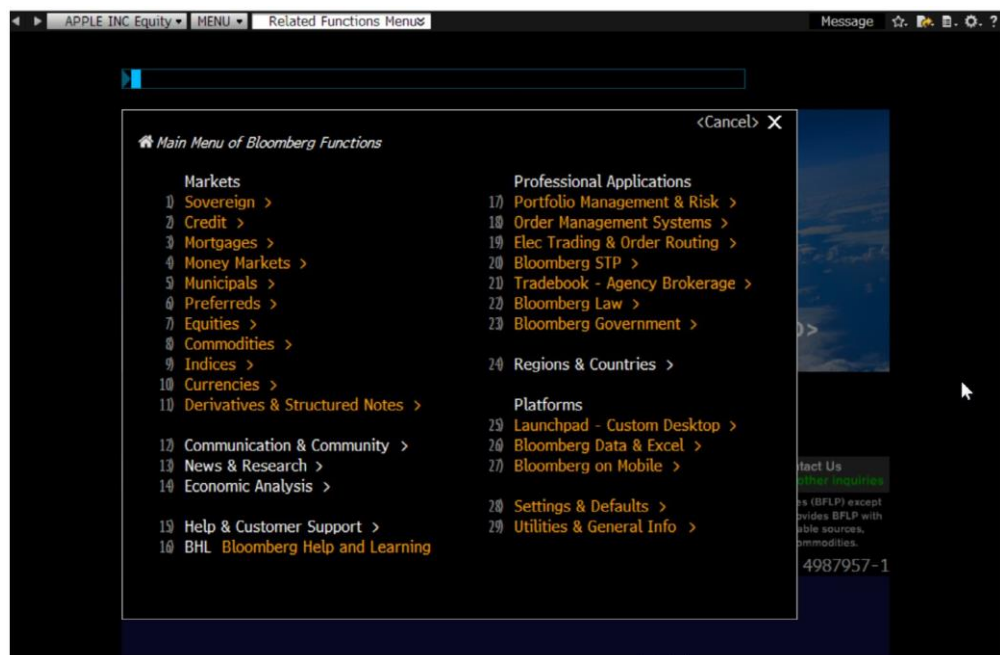 APPLE INC Equity MENU Related Functions Menu Message ?
<Cancel> X
Main Menu of Bloomberg Functions
Markets
1) Sovereign >
2) Credit >
3) Mortgages >
4) Money Markets >
5) Municipals >
6) Preferreds >
7) Equities >
8) Commodities >
9) Indices >
10) Currencies >
11) Derivatives & Structured Notes >
12) Communication & Community >
13) News & Research >
14) Economic Analysis >
15) Help & Customer Support >
16) BHL Bloomberg Help and Learning
Professional Applications
17) Portfolio Management & Risk >
18) Order Management Systems >
19) Elec Trading & Order Routing >
20) Bloomberg STP >
21) Tradebook - Agency Brokerage >
22) Bloomberg Law >
23) Bloomberg Government >
24) Regions & Countries >
Platforms
25) Launchpad - Custom Desktop >
26) Bloomberg Data & Excel >
27) Bloomberg on Mobile >
28) Settings & Defaults >
29) Utilities & General Info >
Us
other inquiries
(BFLP) except
BFLP with
sources,
4987957-1